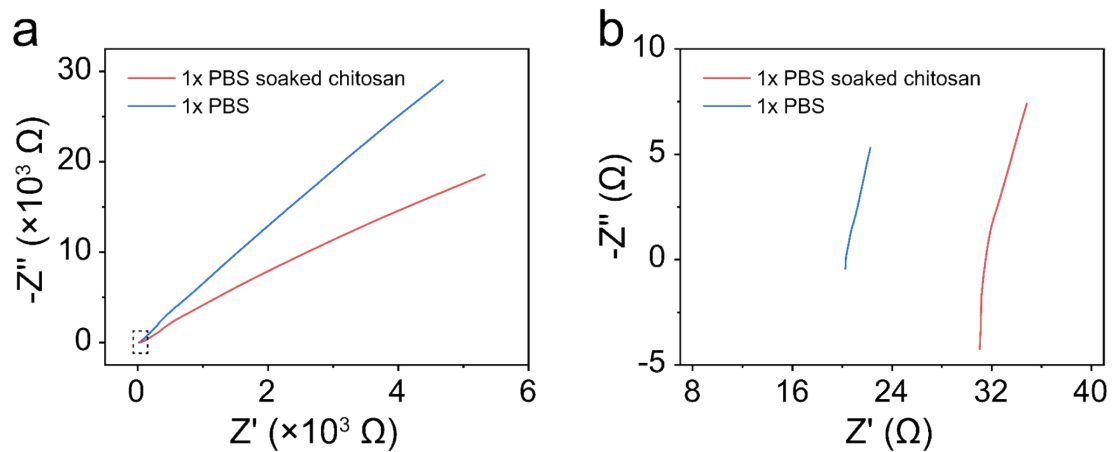 a
30
20
10
0
-Z" (×10³ Ω)
1x PBS soaked chitosan
1x PBS
0
2
4
6
Z' (×10³ Ω)
b
10
5
0
-5
-Z" (Ω)
1x PBS soaked chitosan
1x PBS
8
16
24
32
40
Z' (Ω)